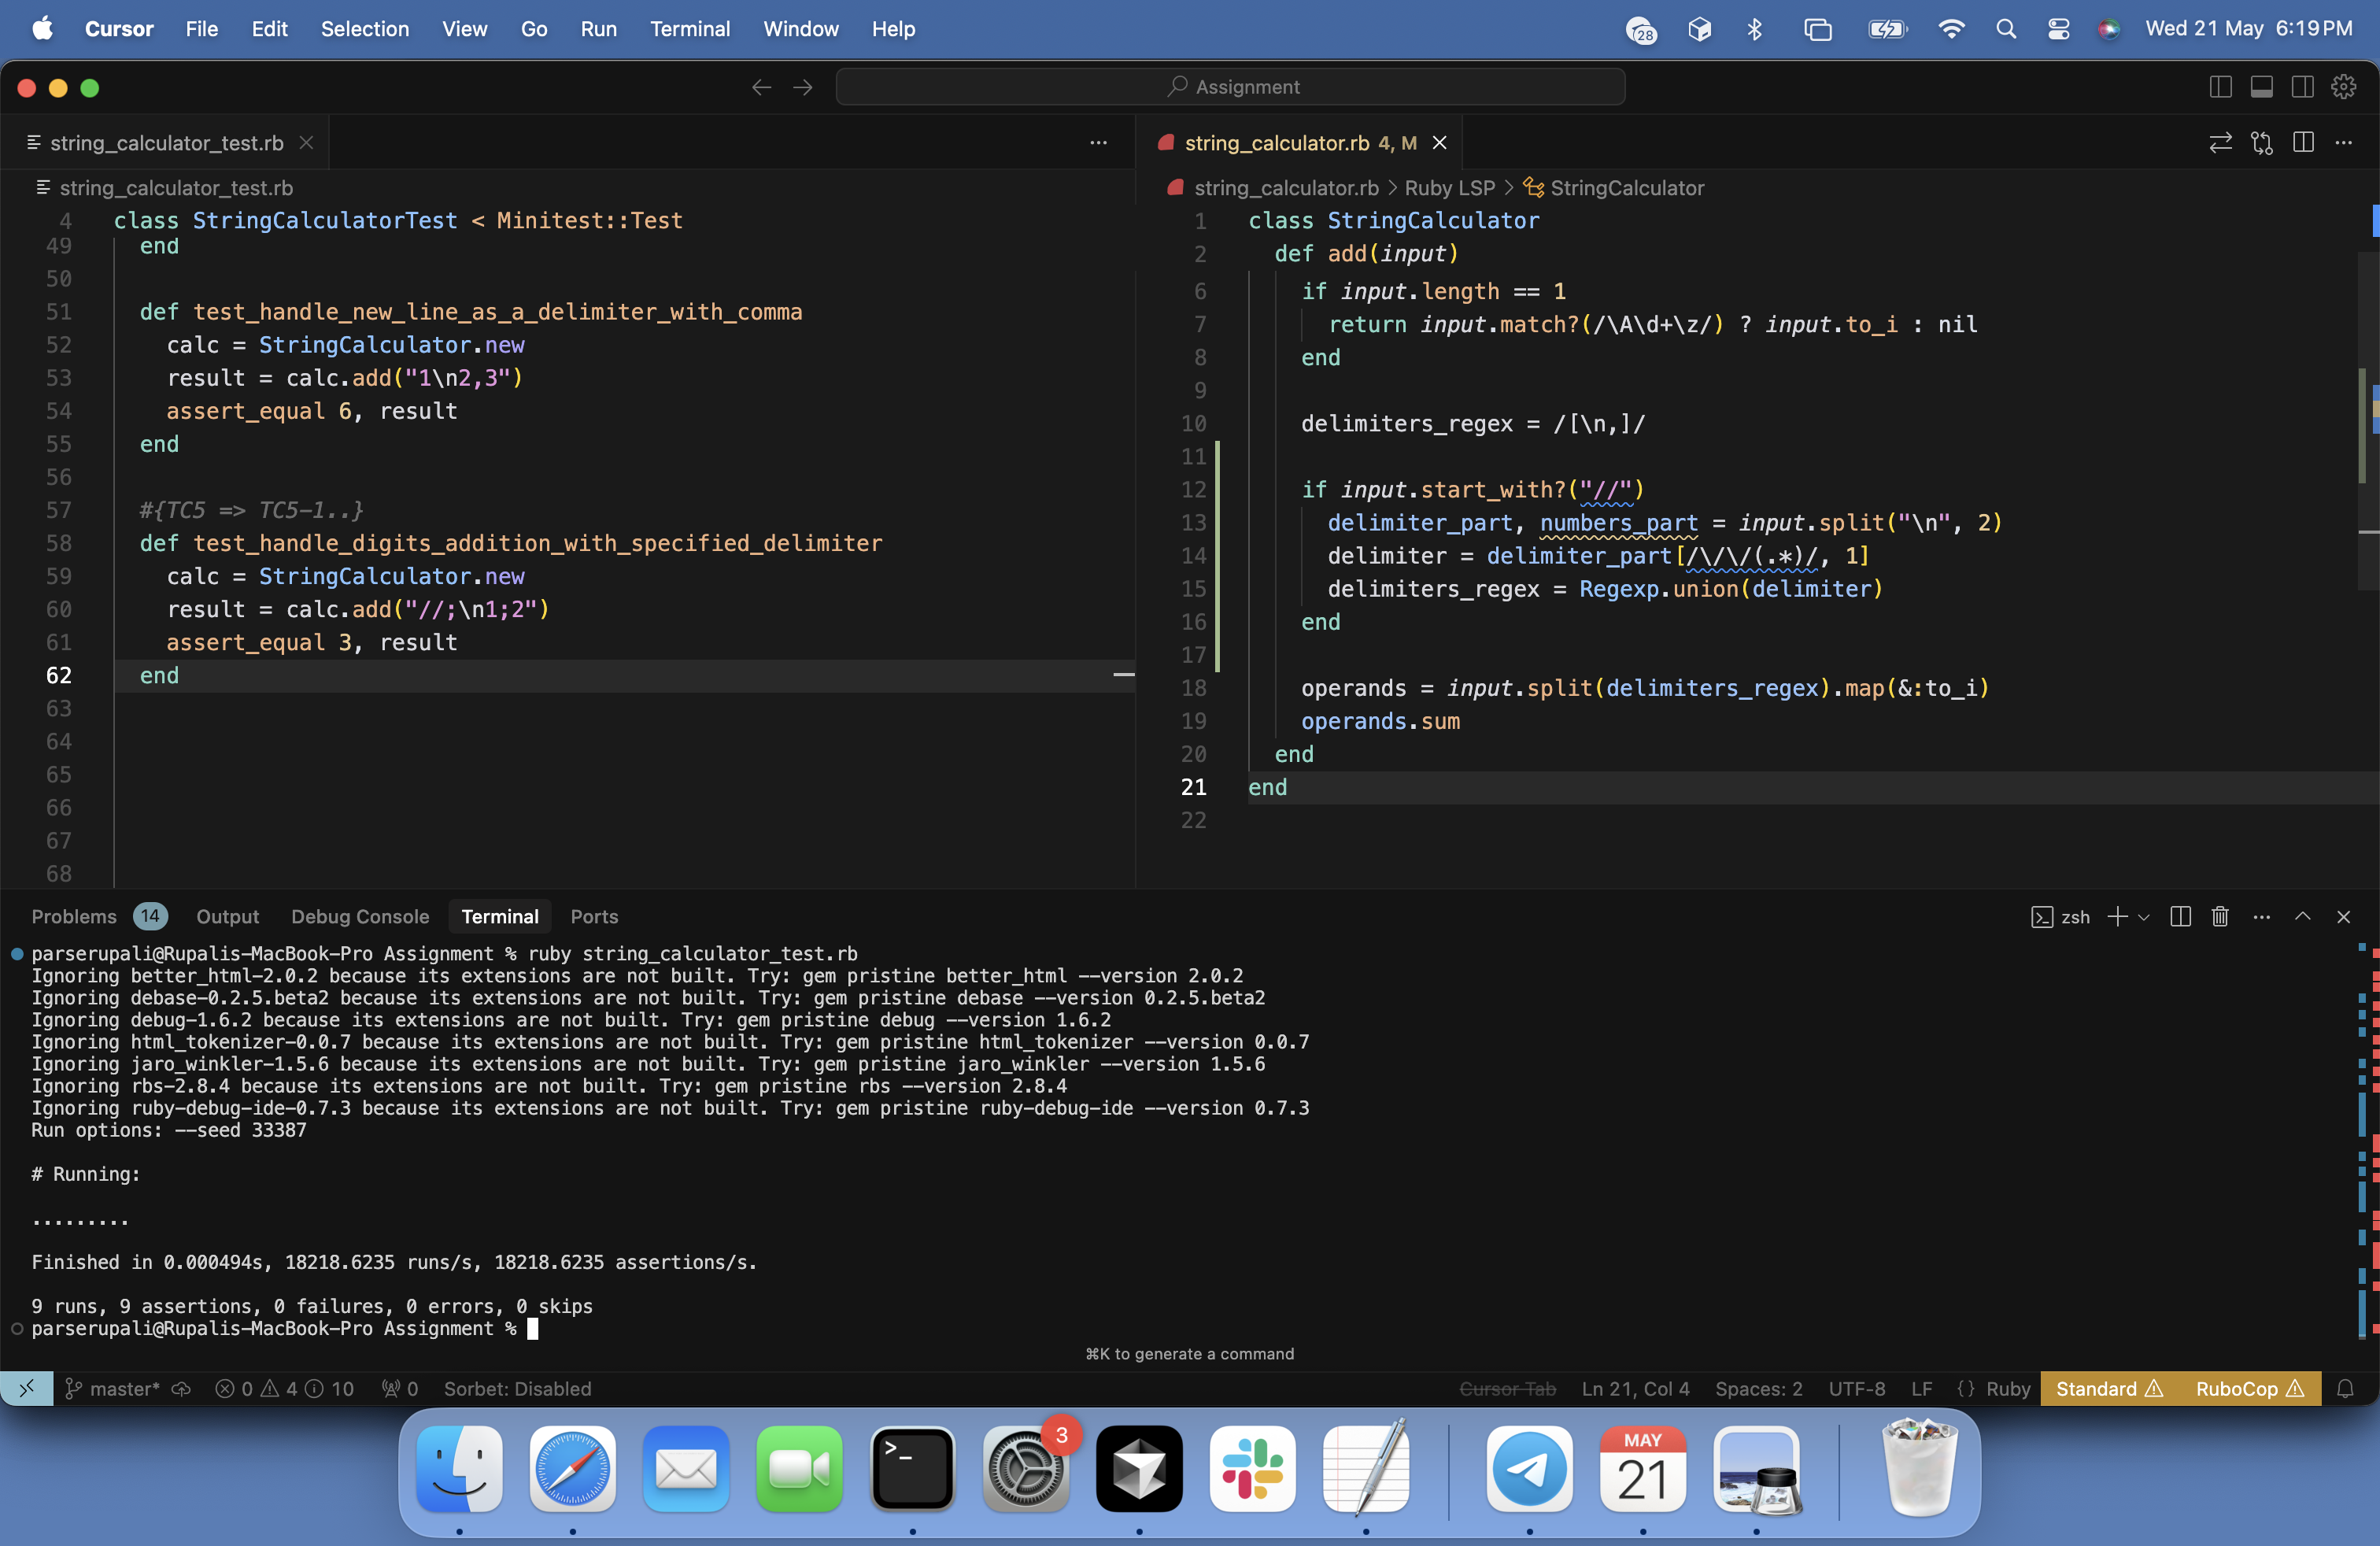 Cursor File Edit Selection View Go Run Terminal Window Help 28 Wed 21 May 6:19 PM
Assignment
string_calculator_test.rb
string_calculator_test.rb
4 class StringCalculatorTest < Minitest::Test
49 end
50
51 def test_handle_new_line_as_a_delimiter_with_comma
52 calc = StringCalculator.new
53 result = calc.add("1\n2,3")
54 assert_equal 6, result
55 end
56
57 #{TC5 => TC5-1..}
58 def test_handle_digits_addition_with_specified_delimiter
59 calc = StringCalculator.new
60 result = calc.add("//;\n1;2")
61 assert_equal 3, result
62 end
63
64
65
66
67
68
string_calculator.rb 4, M
string_calculator.rb > Ruby LSP > StringCalculator
1 class StringCalculator
2 def add(input)
6 if input.length == 1
7 return input.match?(/\A\d+\z/) ? input.to_i : nil
8 end
9
10 delimiters_regex = /[\n,]/
11
12 if input.start_with?("//")
13 delimiter_part, numbers_part = input.split("\n", 2)
14 delimiter = delimiter_part[/\/\/(.*)/, 1]
15 delimiters_regex = Regexp.union(delimiter)
16 end
17
18 operands = input.split(delimiters_regex).map(&:to_i)
19 operands.sum
20 end
21 end
22
Problems 14 Output Debug Console Terminal Ports zsh
parserupali@Rupalis-MacBook-Pro Assignment % ruby string_calculator_test.rb
Ignoring better_html-2.0.2 because its extensions are not built. Try: gem pristine better_html --version 2.0.2
Ignoring debase-0.2.5.beta2 because its extensions are not built. Try: gem pristine debase --version 0.2.5.beta2
Ignoring debug-1.6.2 because its extensions are not built. Try: gem pristine debug --version 1.6.2
Ignoring html_tokenizer-0.0.7 because its extensions are not built. Try: gem pristine html_tokenizer --version 0.0.7
Ignoring jaro_winkler-1.5.6 because its extensions are not built. Try: gem pristine jaro_winkler --version 1.5.6
Ignoring rbs-2.8.4 because its extensions are not built. Try: gem pristine rbs --version 2.8.4
Ignoring ruby-debug-ide-0.7.3 because its extensions are not built. Try: gem pristine ruby-debug-ide --version 0.7.3
Run options: --seed 33387
# Running:
.........
Finished in 0.000494s, 18218.6235 runs/s, 18218.6235 assertions/s.
9 runs, 9 assertions, 0 failures, 0 errors, 0 skips
parserupali@Rupalis-MacBook-Pro Assignment %
⌘K to generate a command
master* 0 4 10 0 Sorbet: Disabled Cursor Tab Ln 21, Col 4 Spaces: 2 UTF-8 LF {} Ruby Standard RuboCop
3
MAY
21